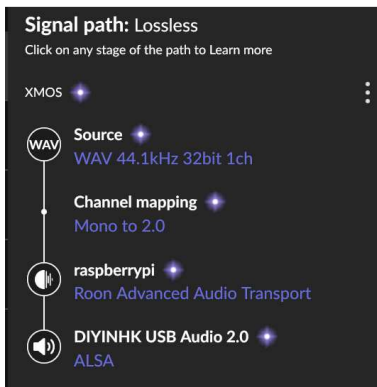 Signal path: Lossless
Click on any stage of the path to Learn more
XMOS
WAV
Source
WAV 44.1kHz 32bit 1ch
Channel mapping
Mono to 2.0
raspberrypi
Roon Advanced Audio Transport
DIYINHK USB Audio 2.0
ALSA